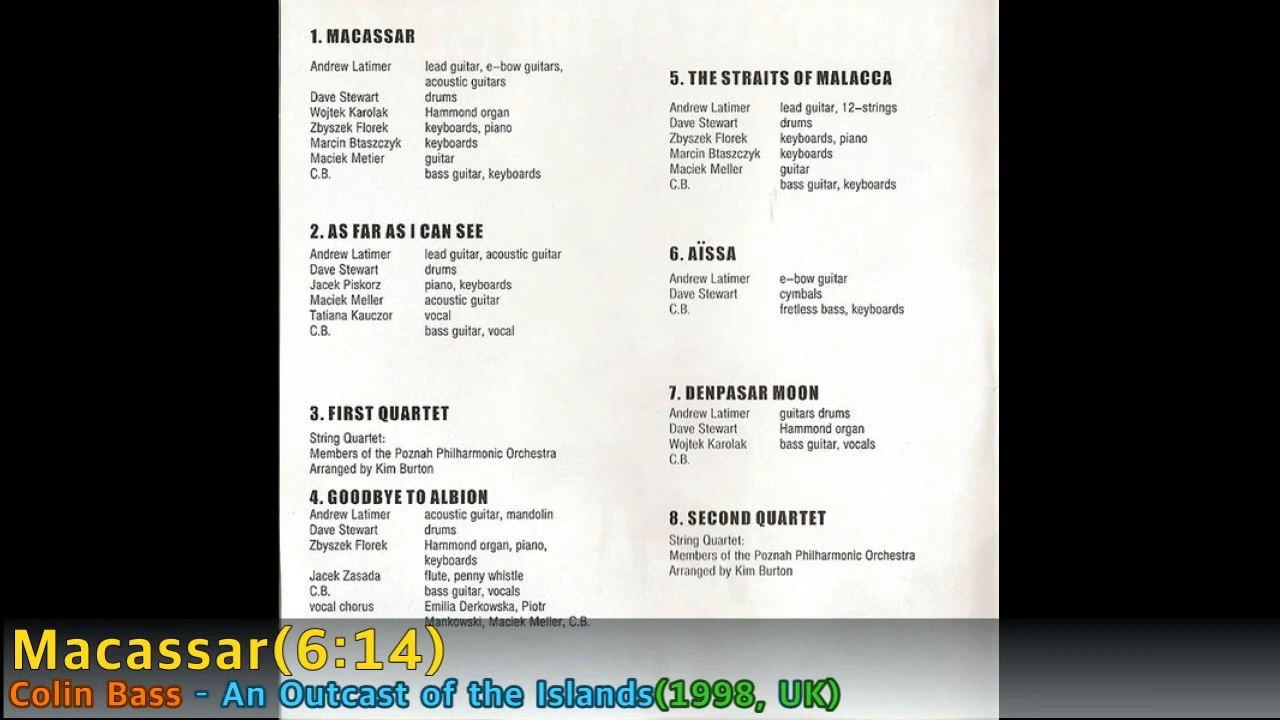 1. MACASSAR
Andrew Latimer lead guitar, e-bow guitars,
acoustic guitars
Dave Stewart drums
Wojtek Karolak Hammond organ
Zbyszek Florek keyboards, piano
Marcin Btaszczyk keyboards
Maciek Metier guitar
C.B. bass guitar, keyboards
2. AS FAR AS I CAN SEE
Andrew Latimer lead guitar, acoustic guitar
Dave Stewart drums
Jacek Piskorz piano, keyboards
Maciek Meller acoustic guitar
Tatiana Kauczor vocal
C.B. bass guitar, vocal
3. FIRST QUARTET
String Quartet:
Members of the Poznah Philharmonic Orchestra
Arranged by Kim Burton
4. GOODBYE TO ALBION
Andrew Latimer acoustic guitar, mandolin
Dave Stewart drums
Zbyszek Florek Hammond organ, piano,
keyboards
Jacek Zasada flute, penny whistle
C.B. bass guitar, vocals
vocal chorus Emilia Derkowska, Piotr
Mankowski, Maciek Meller, C.B.
5. THE STRAITS OF MALACCA
Andrew Latimer lead guitar, 12-strings
Dave Stewart drums
Zbyszek Florek keyboards, piano
Marcin Btaszczyk keyboards
Maciek Meller guitar
C.B. bass guitar, keyboards
6. AÏSSA
Andrew Latimer e-bow guitar
Dave Stewart cymbals
C.B. fretless bass, keyboards
7. DENPASAR MOON
Andrew Latimer guitars drums
Dave Stewart Hammond organ
Wojtek Karolak bass guitar, vocals
C.B.
8. SECOND QUARTET
String Quartet:
Members of the Poznah Philharmonic Orchestra
Arranged by Kim Burton
Macassar(6:14)
Colin Bass - An Outcast of the Islands(1998, UK)